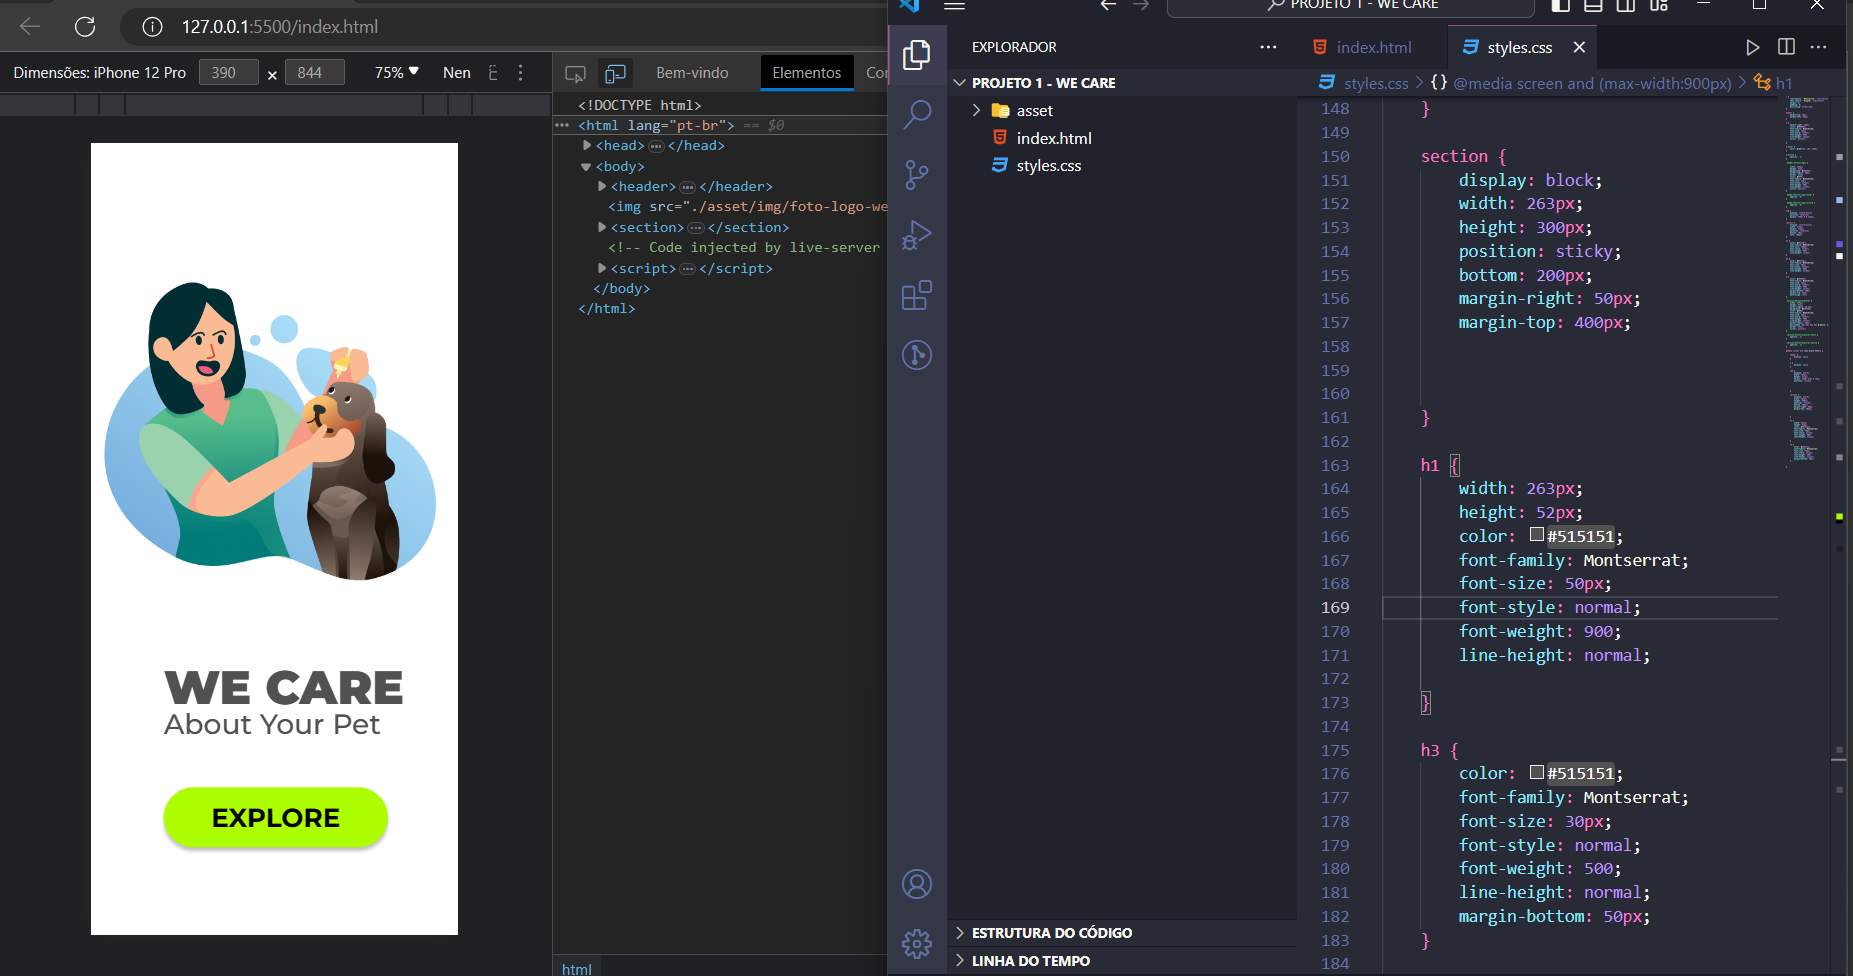 127.0.0.1:5500/index.html
Dimensões: iPhone 12 Pro 390 × 844 75% Nen
WE CARE
About Your Pet
EXPLORE
Bem-vindo Elementos Con
<!DOCTYPE html>
<html lang="pt-br"> == $0
<head> </head>
<body>
<header> </header>
<img src="./asset/img/foto-logo-we
<section> </section>
<!-- Code injected by live-server
<script> </script>
</body>
</html>
html
PROJETO 1 - WE CARE
EXPLORADOR
PROJETO 1 - WE CARE
asset
index.html
styles.css
ESTRUTURA DO CÓDIGO
LINHA DO TEMPO
index.html styles.css
styles.css > {} @media screen and (max-width:900px) > h1
148 }
149
150 section {
151 display: block;
152 width: 263px;
153 height: 300px;
154 position: sticky;
155 bottom: 200px;
156 margin-right: 50px;
157 margin-top: 400px;
158
159
160
161 }
162
163 h1 {
164 width: 263px;
165 height: 52px;
166 color: #515151;
167 font-family: Montserrat;
168 font-size: 50px;
169 font-style: normal;
170 font-weight: 900;
171 line-height: normal;
172
173 }
174
175 h3 {
176 color: #515151;
177 font-family: Montserrat;
178 font-size: 30px;
179 font-style: normal;
180 font-weight: 500;
181 line-height: normal;
182 margin-bottom: 50px;
183 }
184